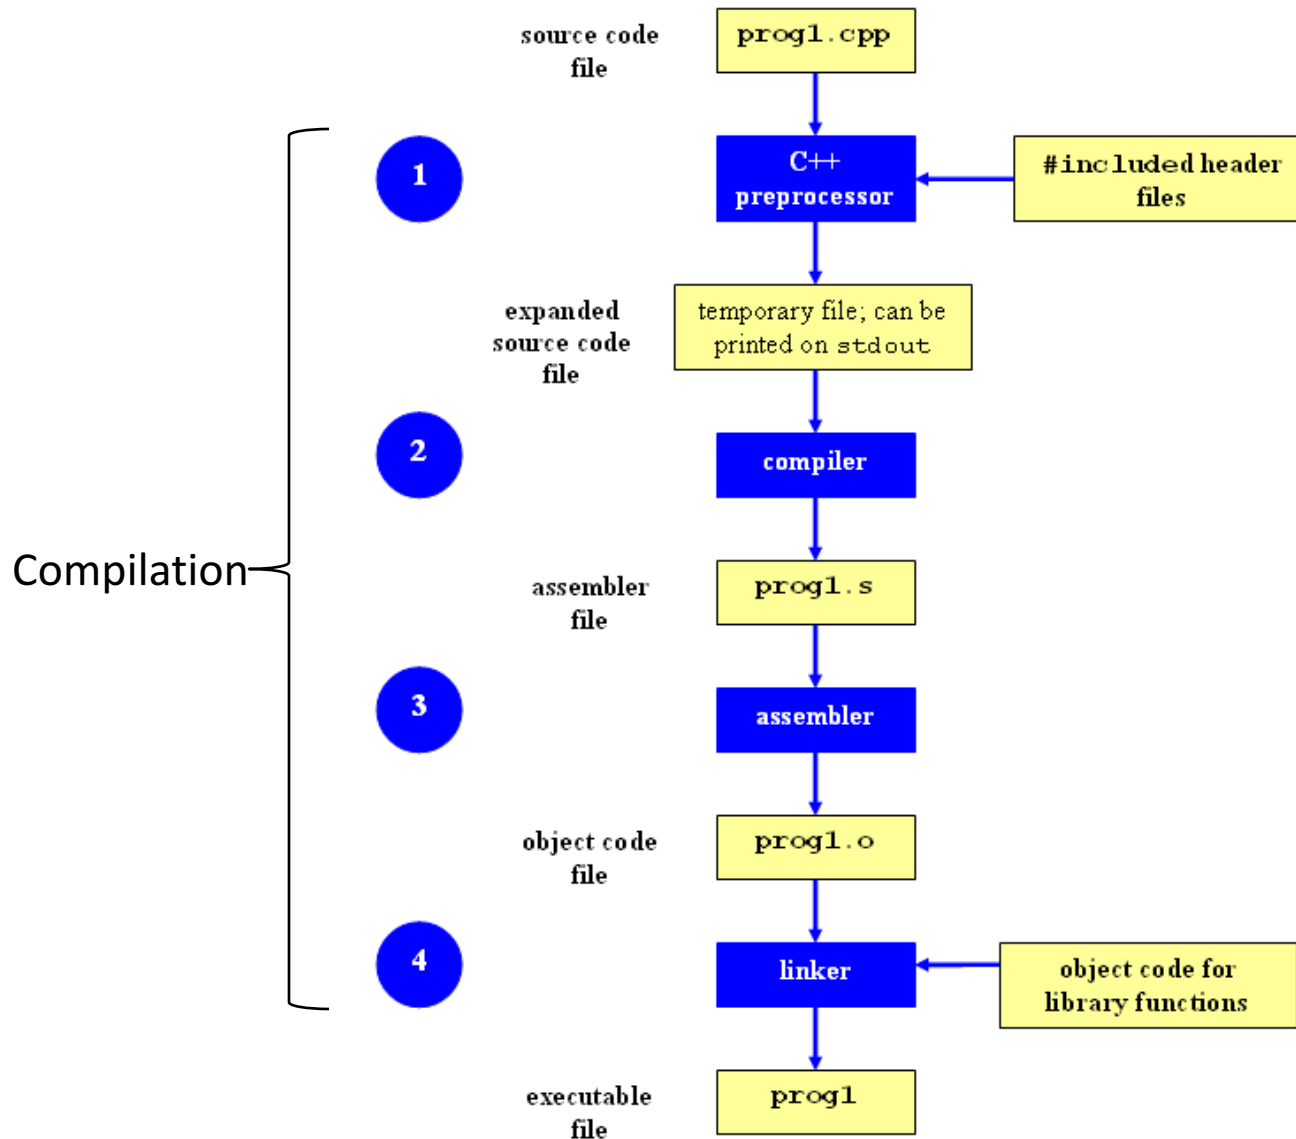 source code
file
prog1.cpp
1
C++
preprocessor
#included header
files
expanded
source code
file
temporary file; can be
printed on stdout
2
compiler
Compilation
assembler
file
prog1.s
3
assembler
object code
file
prog1.o
4
linker
object code for
library functions
executable
file
prog1